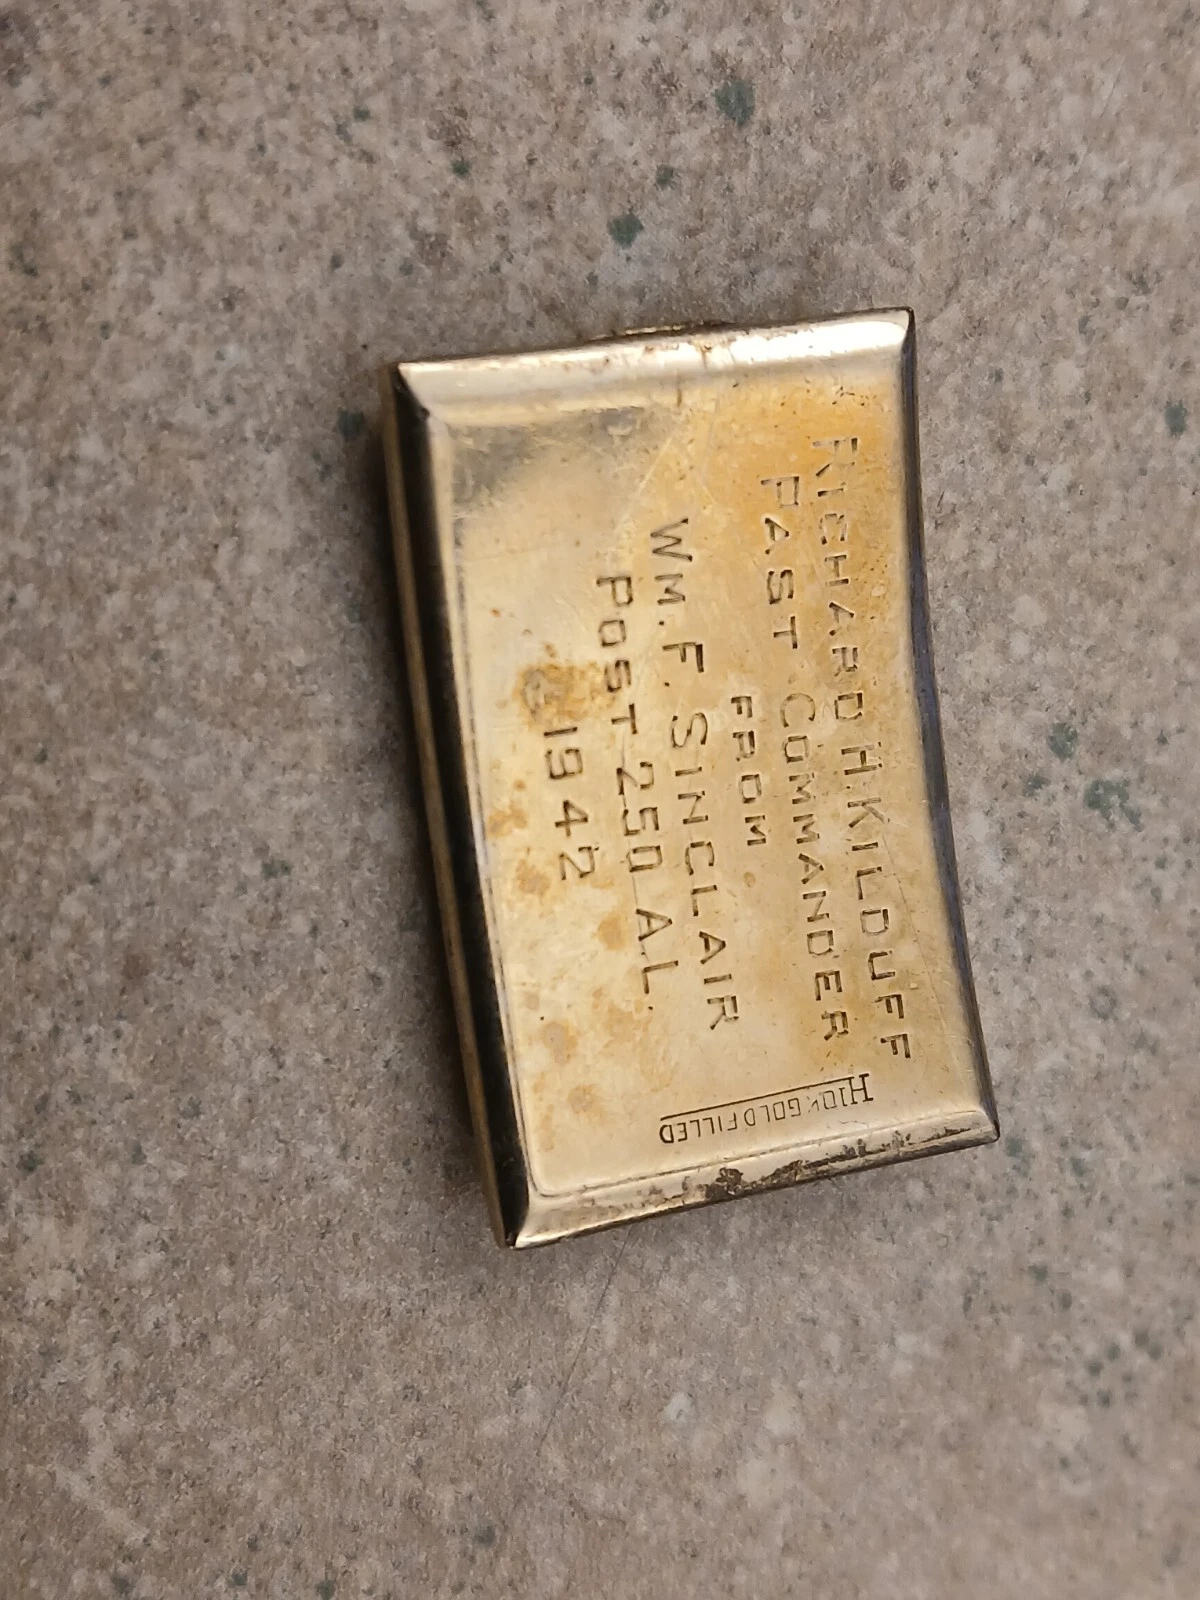 RICHARD H. KILDUFF
PAST COMMANDER
FROM
WM. F. SINCLAIR
POST 250 A.L.
1942
H 10K GOLD FILLED